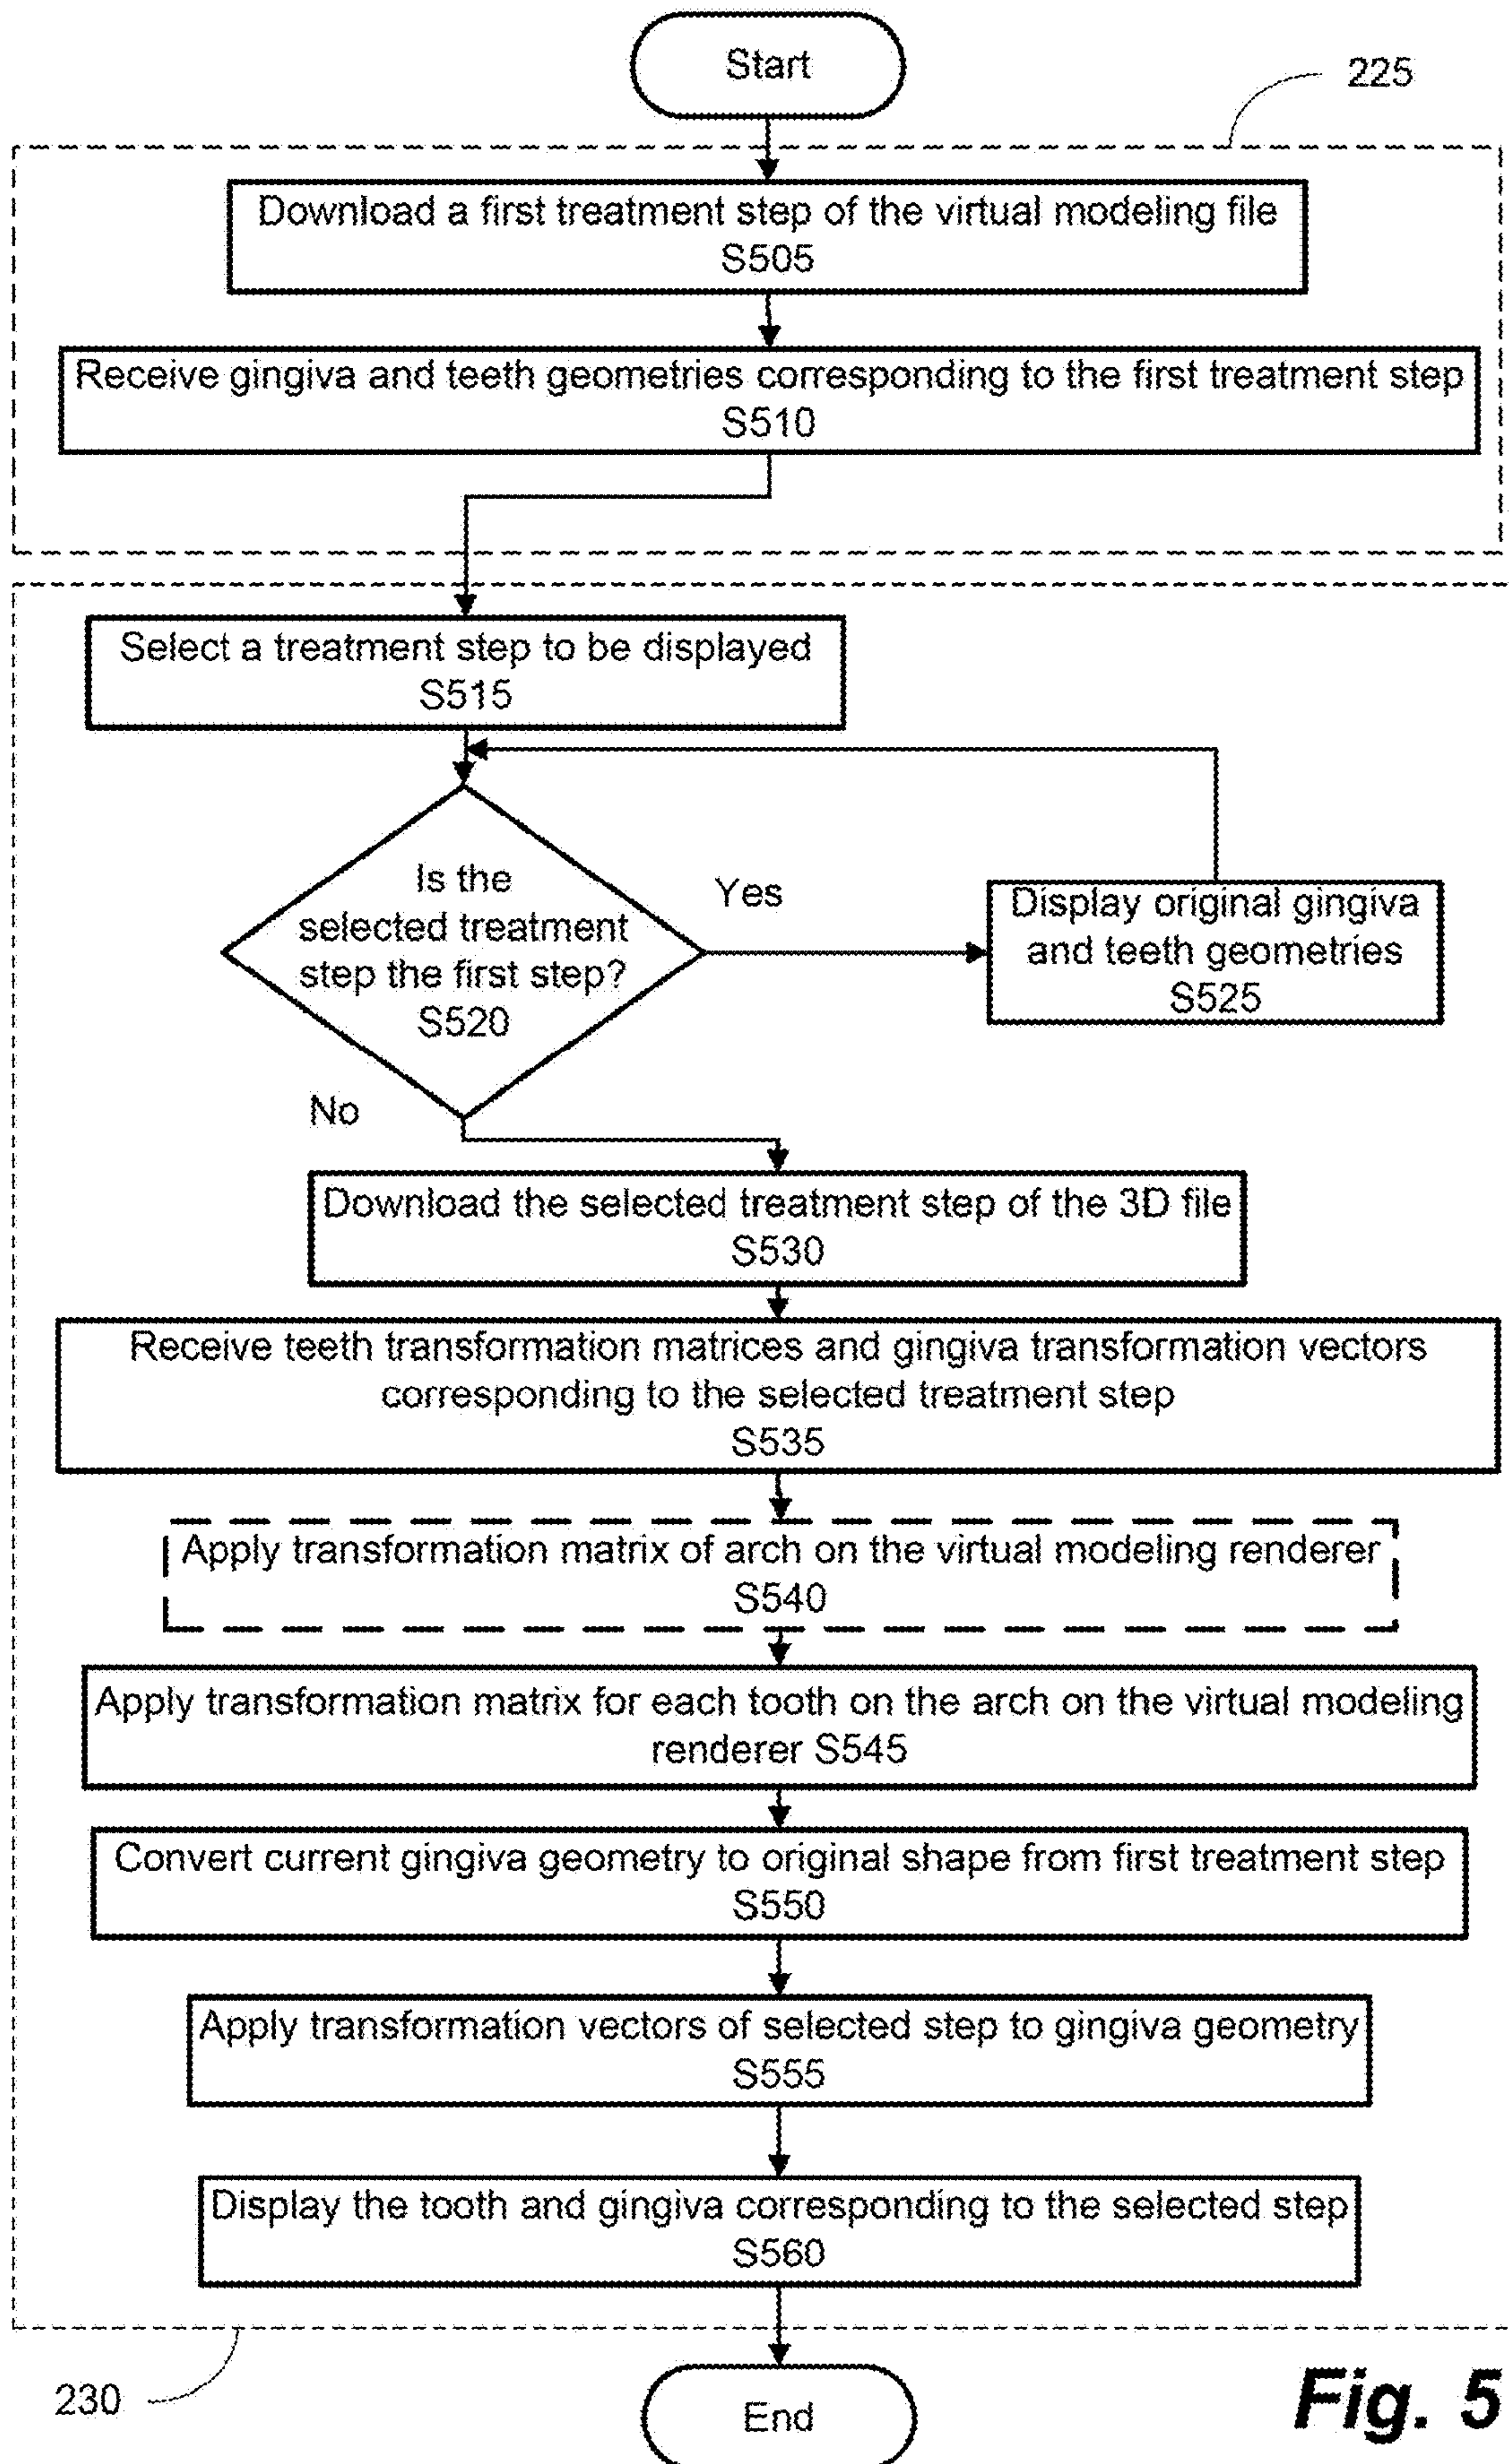 Start
225
Download a first treatment step of the virtual modeling file
S505
Receive gingiva and teeth geometries corresponding to the first treatment step
S510
Select a treatment step to be displayed
S515
Is the
selected treatment
step the first step?
S520
Yes
Display original gingiva
and teeth geometries
S525
No
Download the selected treatment step of the 3D file
S530
Receive teeth transformation matrices and gingiva transformation vectors
corresponding to the selected treatment step
S535
Apply transformation matrix of arch on the virtual modeling renderer
S540
Apply transformation matrix for each tooth on the arch on the virtual modeling
renderer S545
Convert current gingiva geometry to original shape from first treatment step
S550
Apply transformation vectors of selected step to gingiva geometry
S555
Display the tooth and gingiva corresponding to the selected step
S560
230
End
Fig. 5